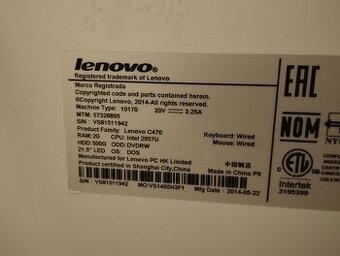 lenovo
Registered trademark of Lenovo
Marca Registrada
Copyrighted code and parts contained herein.
©Copyright Lenovo, 2014-All rights reserved.
Machine Type: 10170 20V ⎓ 3.25A
MTM: 57328895
S/N: VS81511942
Product Family: Lenovo C470
RAM: 2G CPU: Intel 2957U Keyboard: Wired
HDD: 500G ODD: DVDRW Mouse: Wired
21.5" LED OS: DOS
Manufactured for Lenovo PC HK Limited
中国制造
Product certified in Shanghai City,China Made in China P9
S/N: VS81511942 MO:VS1405N3F1 Mfg Date: 2014-05-22
EAC
NOM
NY
ETL
Intertek
3195399